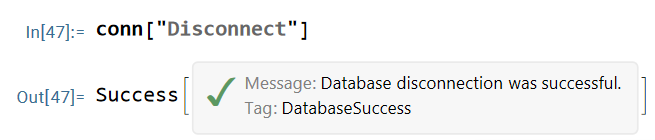 In[47]:= conn["Disconnect"]
Out[47]= Success[ Message: Database disconnection was successful.
Tag: DatabaseSuccess ]